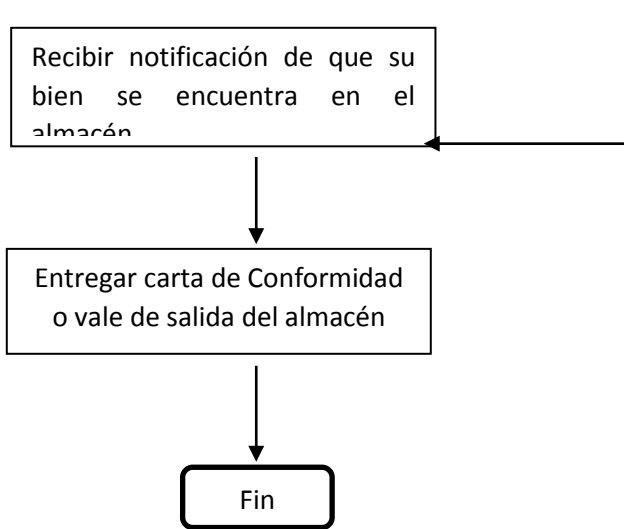 Recibir notificación de que su
bien se encuentra en el
almacén
Entregar carta de Conformidad
o vale de salida del almacén
Fin